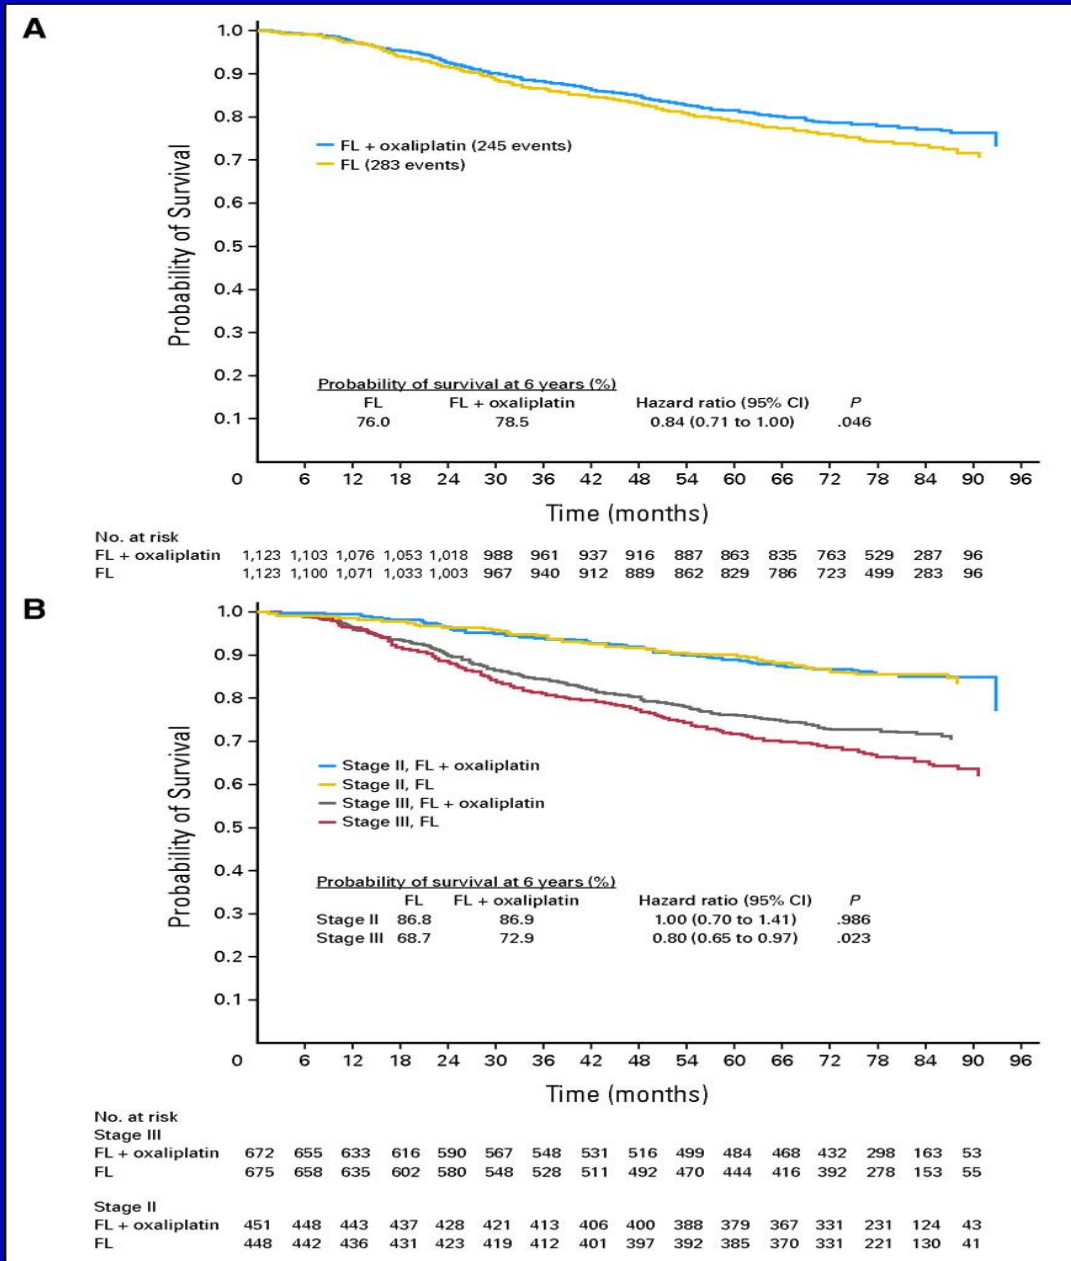 A
Probability of Survival
1.0
0.9
0.8
0.7
0.6
0.5
0.4
0.3
0.2
0.1
FL + oxaliplatin (245 events)
FL (283 events)
Probability of survival at 6 years (%)
FL FL + oxaliplatin Hazard ratio (95% CI) P
76.0 78.5 0.84 (0.71 to 1.00) .046
0 6 12 18 24 30 36 42 48 54 60 66 72 78 84 90 96
Time (months)
No. at risk
FL + oxaliplatin 1,123 1,103 1,076 1,053 1,018 988 961 937 916 887 863 835 763 529 287 96
FL 1,123 1,100 1,071 1,033 1,003 967 940 912 889 862 829 786 723 499 283 96
B
Probability of Survival
1.0
0.9
0.8
0.7
0.6
0.5
0.4
0.3
0.2
0.1
Stage II, FL + oxaliplatin
Stage II, FL
Stage III, FL + oxaliplatin
Stage III, FL
Probability of survival at 6 years (%)
FL FL + oxaliplatin Hazard ratio (95% CI) P
Stage II 86.8 86.9 1.00 (0.70 to 1.41) .986
Stage III 68.7 72.9 0.80 (0.65 to 0.97) .023
0 6 12 18 24 30 36 42 48 54 60 66 72 78 84 90 96
Time (months)
No. at risk
Stage III
FL + oxaliplatin 672 655 633 616 590 567 548 531 516 499 484 468 432 298 163 53
FL 675 658 635 602 580 548 528 511 492 470 444 416 392 278 153 55
Stage II
FL + oxaliplatin 451 448 443 437 428 421 413 406 400 388 379 367 331 231 124 43
FL 448 442 436 431 423 419 412 401 397 392 385 370 331 221 130 41